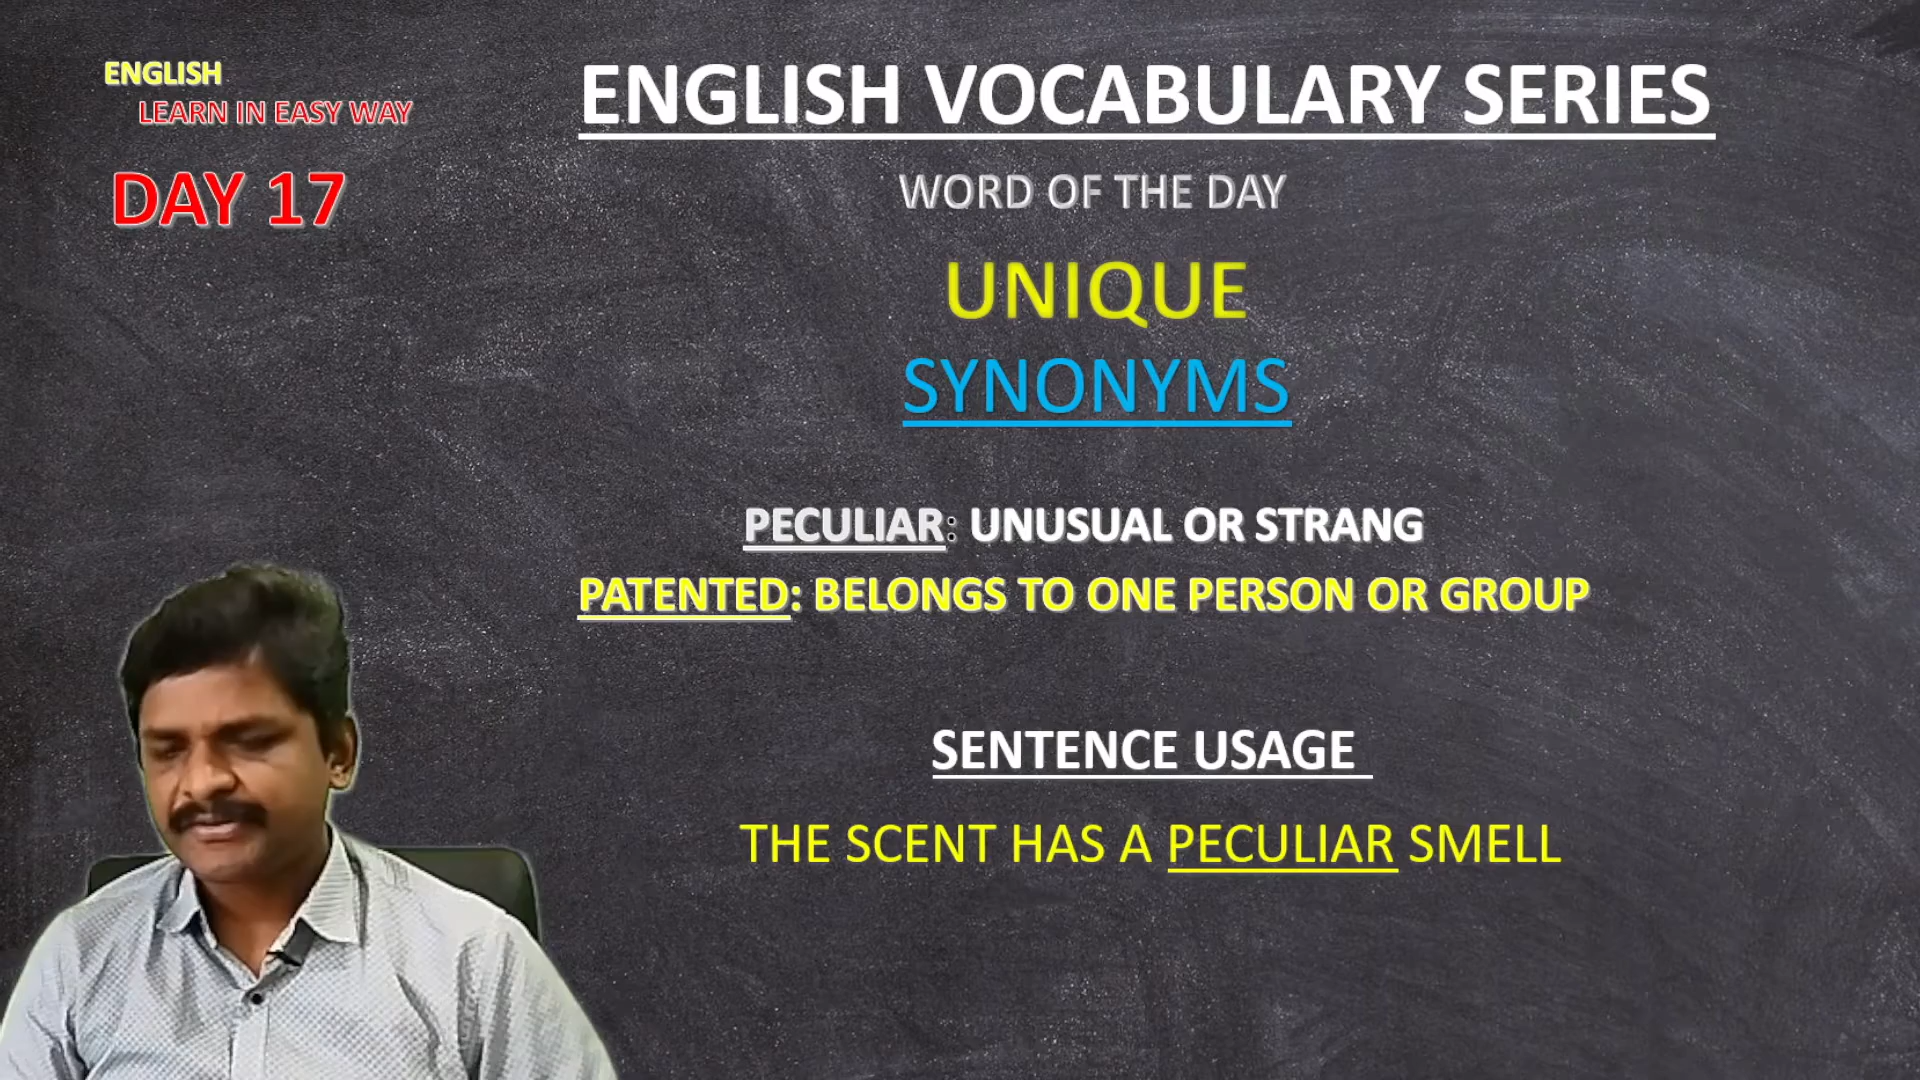 ENGLISH
LEARN IN EASY WAY
DAY 17
ENGLISH VOCABULARY SERIES
WORD OF THE DAY
UNIQUE
SYNONYMS
PECULIAR: UNUSUAL OR STRANG
PATENTED: BELONGS TO ONE PERSON OR GROUP
SENTENCE USAGE
THE SCENT HAS A PECULIAR SMELL